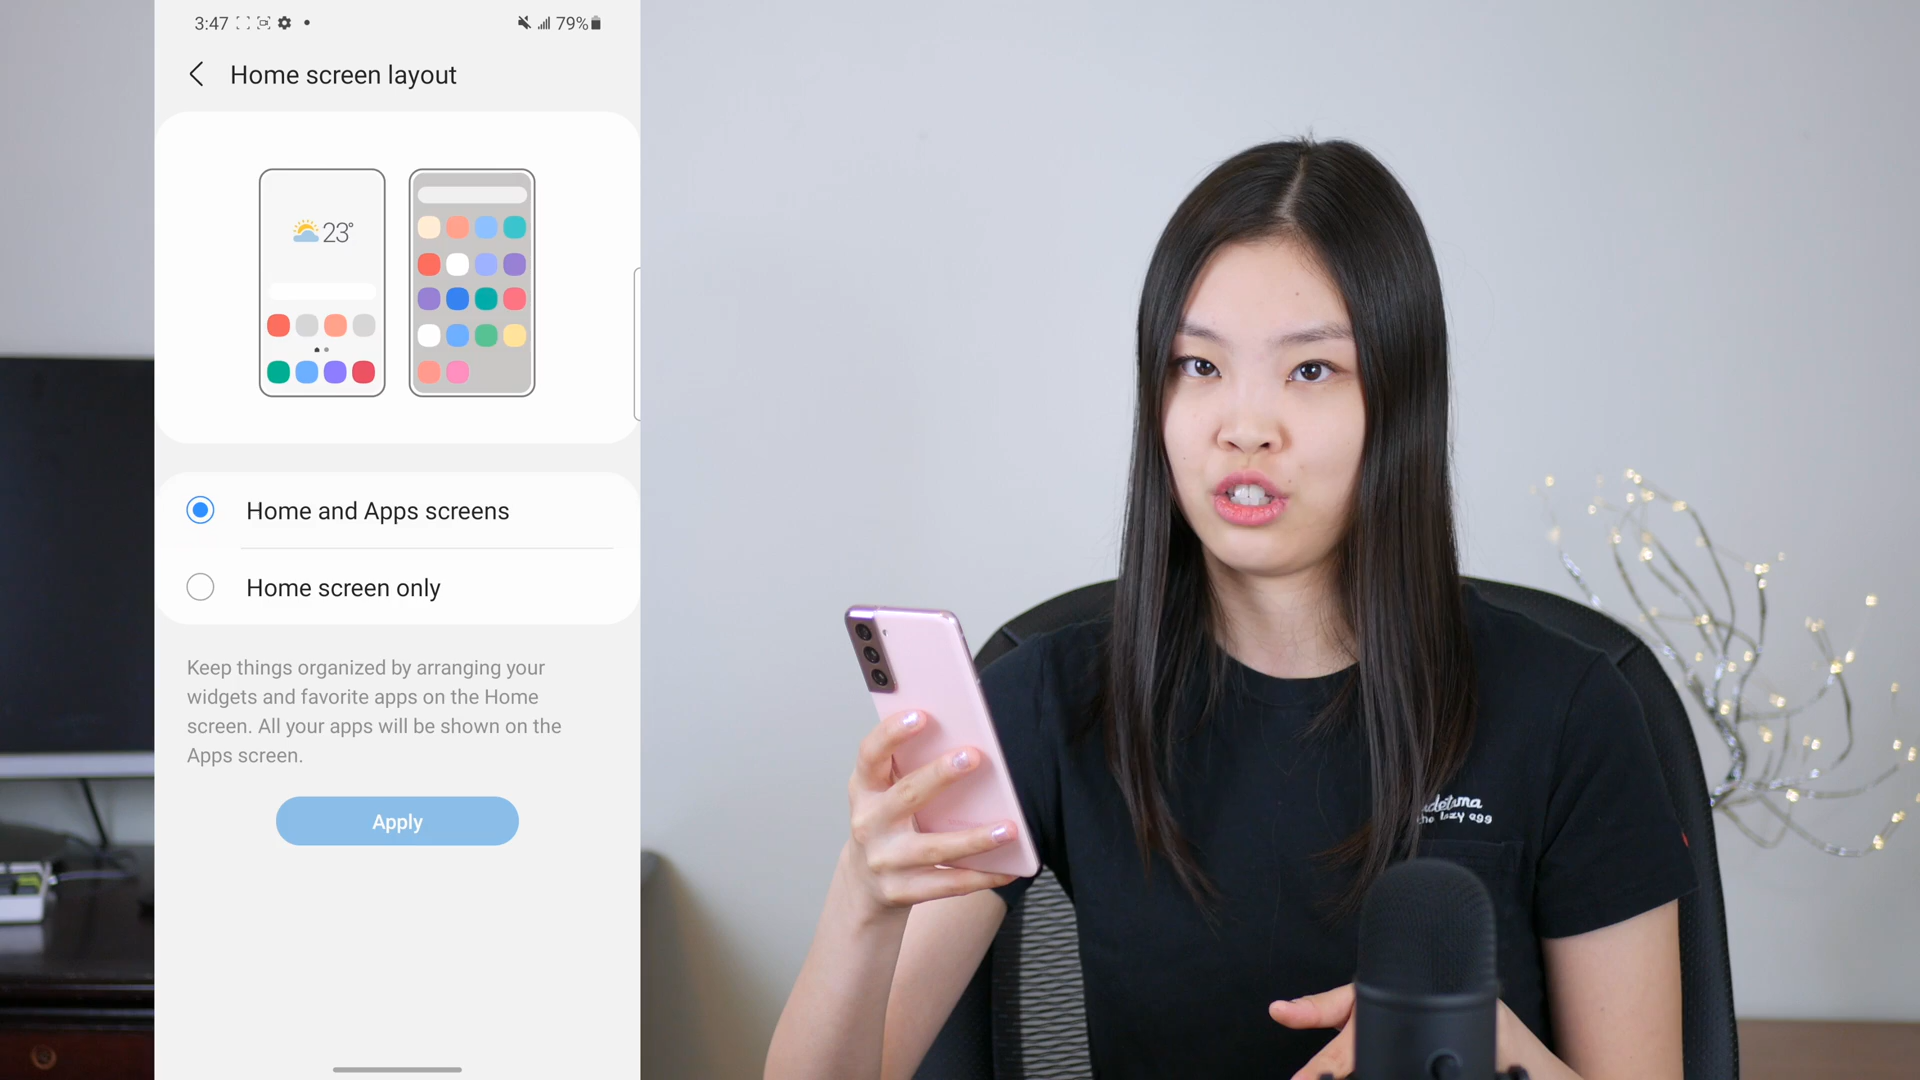 3:47
79%
Home screen layout
23°
Home and Apps screens
Home screen only
Keep things organized by arranging your
widgets and favorite apps on the Home
screen. All your apps will be shown on the
Apps screen.
Apply
lazy egg